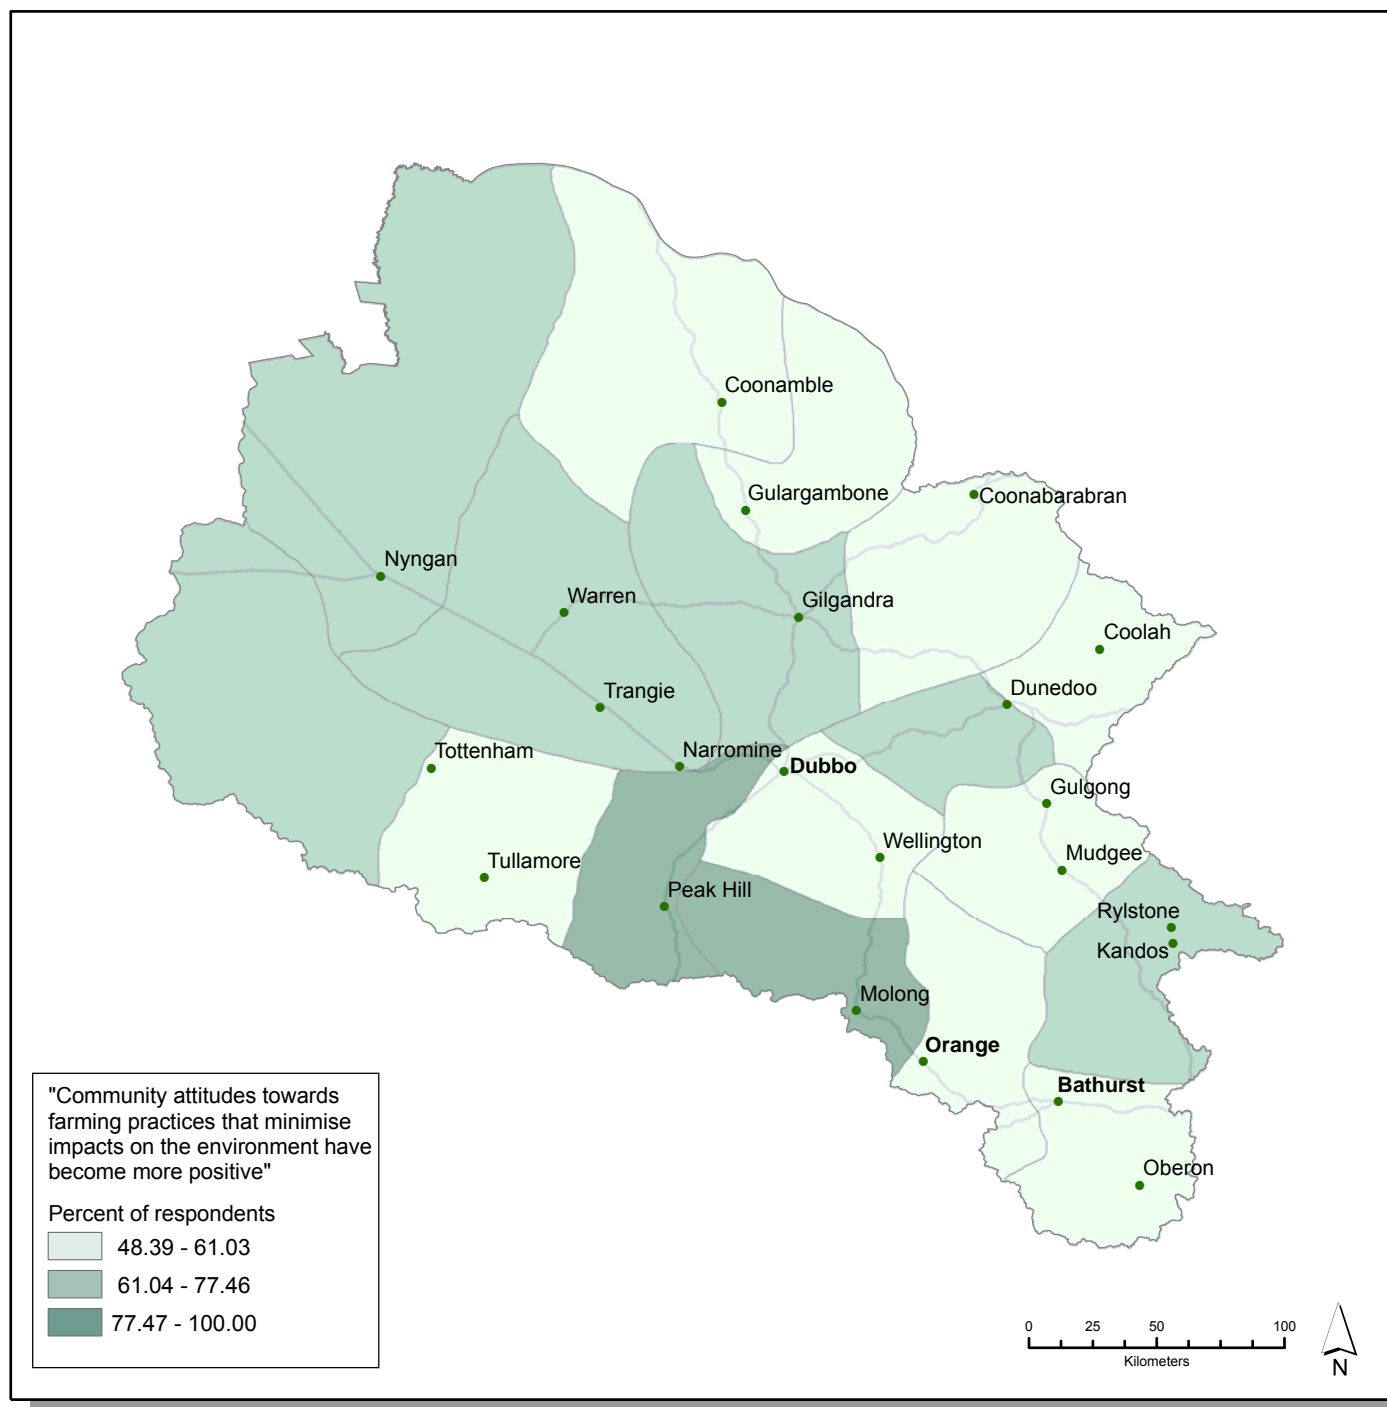 Coonamble
Gulargambone
Coonabarabran
Nyngan
Warren
Gilgandra
Coolah
Trangie
Dunedoo
Tottenham
Narromine
Dubbo
Gulgong
Wellington
Mudgee
Tullamore
Peak Hill
Rylstone
Kandos
Molong
Orange
Bathurst
Oberon
"Community attitudes towards
farming practices that minimise
impacts on the environment have
become more positive"
Percent of respondents
48.39 - 61.03
61.04 - 77.46
77.47 - 100.00
0 25 50 100
Kilometers
N